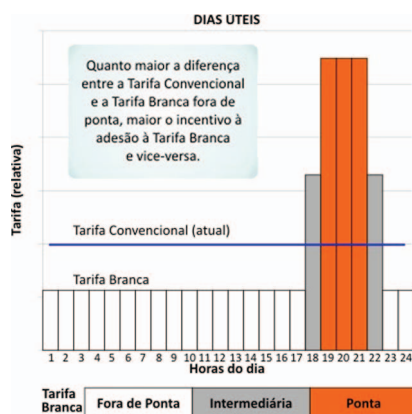 DIAS ÚTEIS
Quanto maior a diferença
entre a Tarifa Convencional
e a Tarifa Branca fora de
ponta, maior o incentivo à
adesão à Tarifa Branca
e vice-versa.
Tarifa (relativa)
Tarifa Convencional (atual)
Tarifa Branca
1 2 3 4 5 6 7 8 9 10 11 12 13 14 15 16 17 18 19 20 21 22 23 24
Horas do dia
Tarifa
Branca
Fora de Ponta Intermediária Ponta